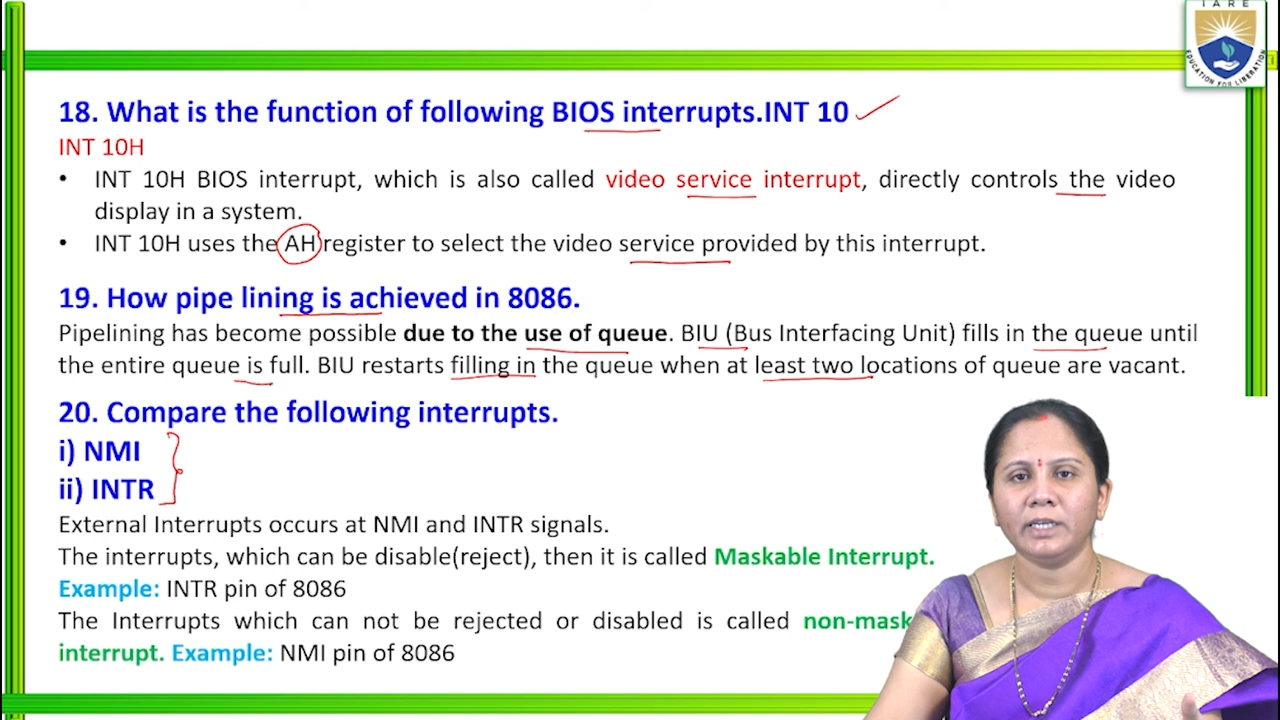 IARE
EDUCATION FOR LIBERATION
18. What is the function of following BIOS interrupts.INT 10
INT 10H
• INT 10H BIOS interrupt, which is also called video service interrupt, directly controls the video
display in a system.
• INT 10H uses the AH register to select the video service provided by this interrupt.
19. How pipe lining is achieved in 8086.
Pipelining has become possible due to the use of queue. BIU (Bus Interfacing Unit) fills in the queue until
the entire queue is full. BIU restarts filling in the queue when at least two locations of queue are vacant.
20. Compare the following interrupts.
i) NMI
ii) INTR
External Interrupts occurs at NMI and INTR signals.
The interrupts, which can be disable(reject), then it is called Maskable Interrupt.
Example: INTR pin of 8086
The Interrupts which can not be rejected or disabled is called non-mask
interrupt. Example: NMI pin of 8086